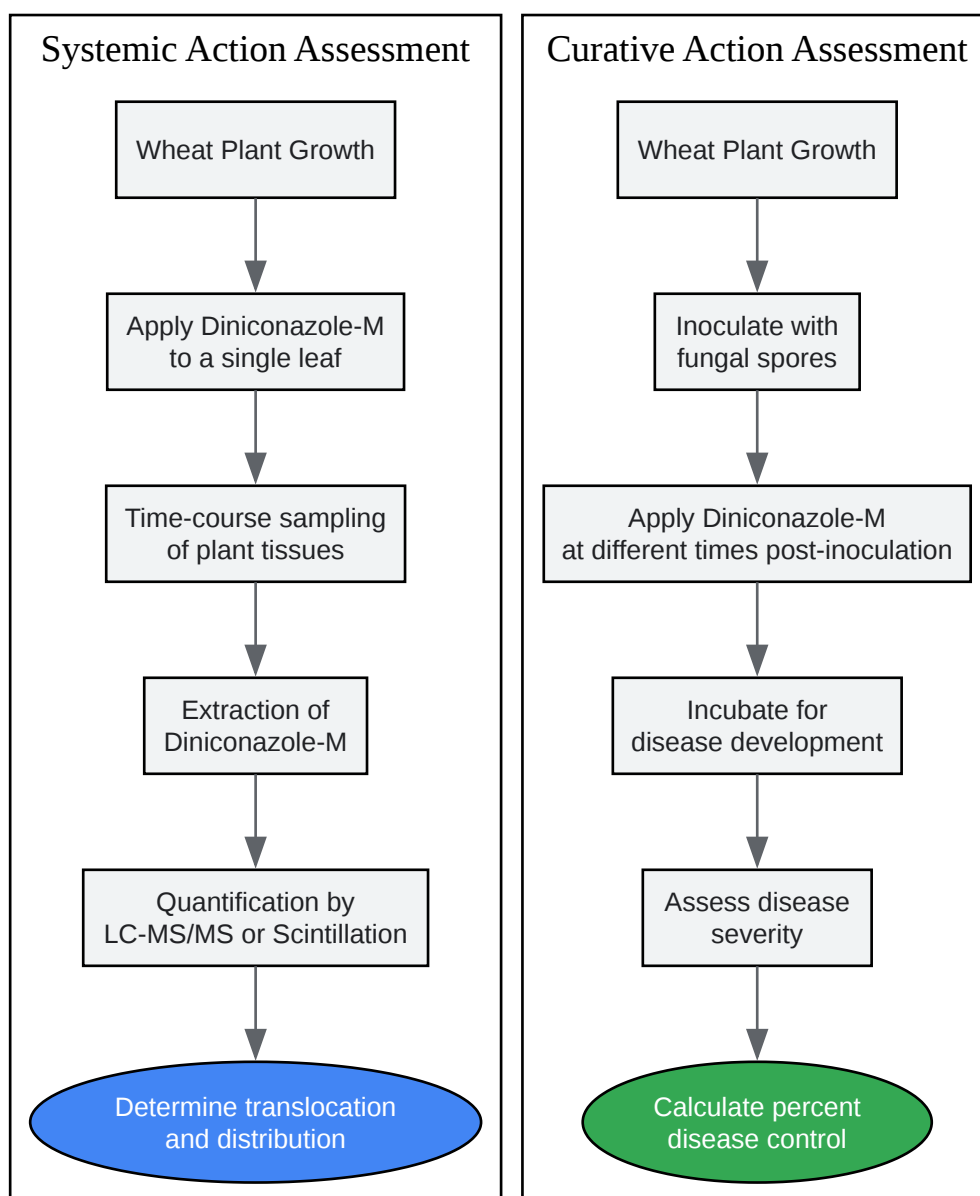 Systemic Action Assessment
Wheat Plant Growth
Apply Diniconazole-M
to a single leaf
Time-course sampling
of plant tissues
Extraction of
Diniconazole-M
Quantification by
LC-MS/MS or Scintillation
Determine translocation
and distribution
Curative Action Assessment
Wheat Plant Growth
Inoculate with
fungal spores
Apply Diniconazole-M
at different times post-inoculation
Incubate for
disease development
Assess disease
severity
Calculate percent
disease control